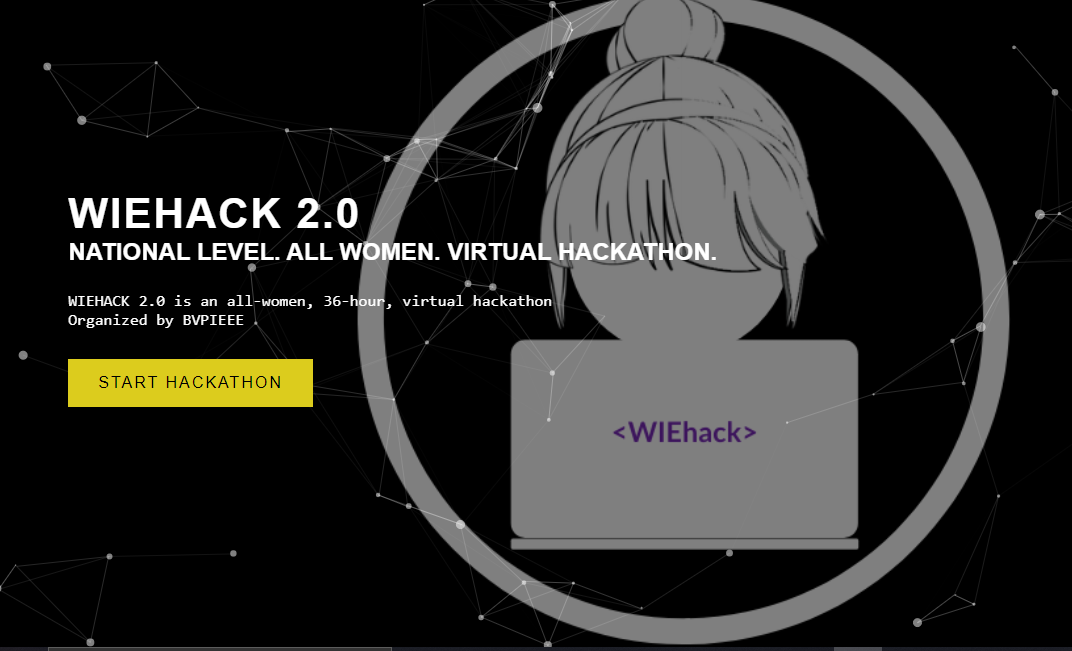 WIEHACK 2.0
NATIONAL LEVEL. ALL WOMEN. VIRTUAL HACKATHON.
WIEHACK 2.0 is an all-women, 36-hour, virtual hackathon
Organized by BVPIEEE
START HACKATHON
<WIEhack>